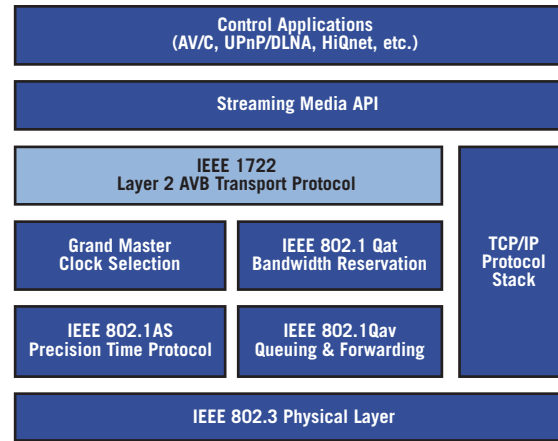 Control Applications
(AV/C, UPnP/DLNA, HiQnet, etc.)
Streaming Media API
IEEE 1722
Layer 2 AVB Transport Protocol
Grand Master
Clock Selection
IEEE 802.1 Qat
Bandwidth Reservation
TCP/IP
Protocol
Stack
IEEE 802.1AS
Precision Time Protocol
IEEE 802.1Qav
Queuing & Forwarding
IEEE 802.3 Physical Layer